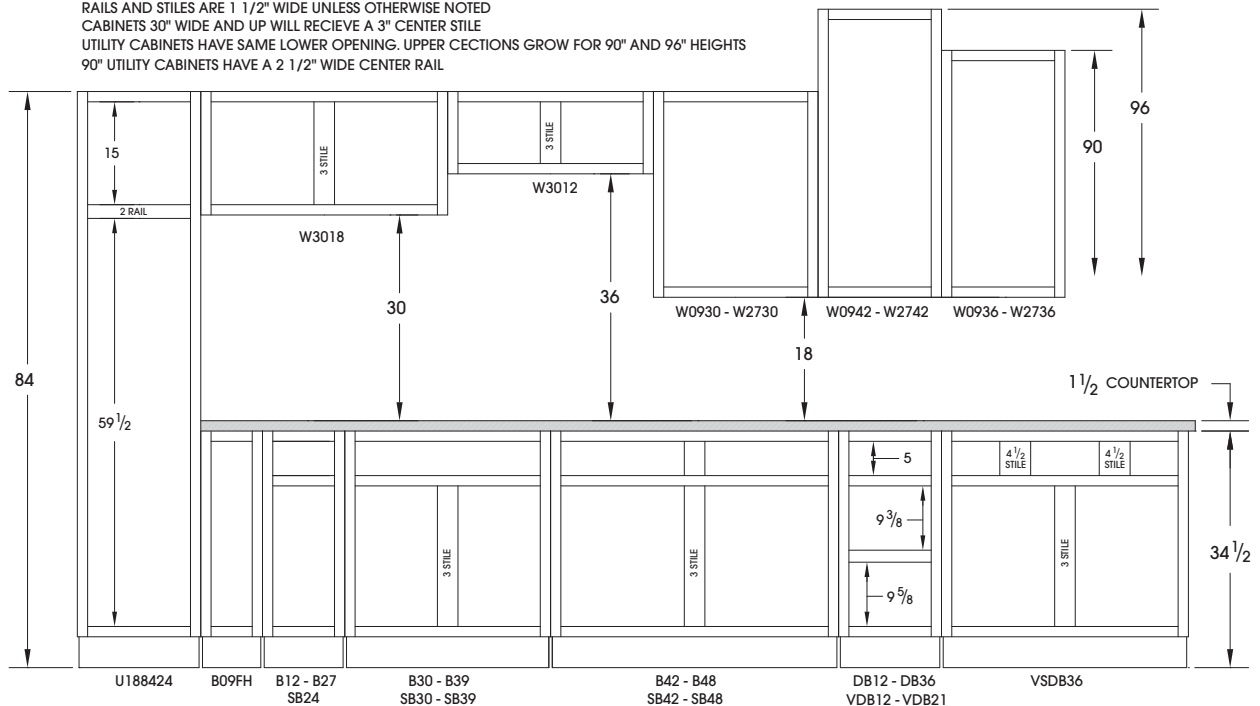 RAILS AND STILES ARE 1 1/2" WIDE UNLESS OTHERWISE NOTED
CABINETS 30" WIDE AND UP WILL RECIEVE A 3" CENTER STILE
UTILITY CABINETS HAVE SAME LOWER OPENING. UPPER CECTIONS GROW FOR 90" AND 96" HEIGHTS
90" UTILITY CABINETS HAVE A 2 1/2" WIDE CENTER RAIL
96
90
15
3 STILE
3 STILE
W3012
2 RAIL
W3018
36
30
W0930 - W2730
W0942 - W2742
W0936 - W2736
18
84
1 1/2 COUNTERTOP
59 1/2
5
4 1/2
STILE
4 1/2
STILE
9 3/8
3 STILE
3 STILE
3 STILE
34 1/2
9 5/8
U188424
B09FH
B12 - B27
SB24
B30 - B39
SB30 - SB39
B42 - B48
SB42 - SB48
DB12 - DB36
VDB12 - VDB21
VSDB36